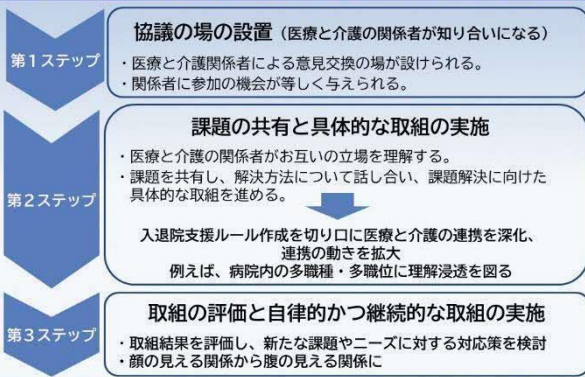 第1ステップ
協議の場の設置（医療と介護の関係者が知り合いになる）
・医療と介護関係者による意見交換の場が設けられる。
・関係者に参加の機会が等しく与えられる。
第2ステップ
課題の共有と具体的な取組の実施
・医療と介護の関係者がお互いの立場を理解する。
・課題を共有し、解決方法について話し合い、課題解決に向けた
具体的な取組を進める。
入退院支援ルール作成を切り口に医療と介護の連携を深化、
連携の動きを拡大
例えば、病院内の多職種・多職位に理解浸透を図る
第3ステップ
取組の評価と自律的かつ継続的な取組の実施
・取組結果を評価し、新たな課題やニーズに対する対応策を検討
・顔の見える関係から腹の見える関係に